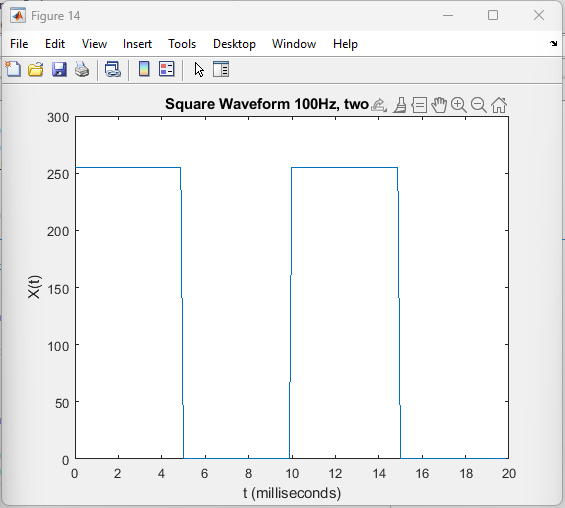 Figure 14
File Edit View Insert Tools Desktop Window Help
Square Waveform 100Hz, two
300
250
200
150
100
50
0
X(t)
0 2 4 6 8 10 12 14 16 18 20
t (milliseconds)